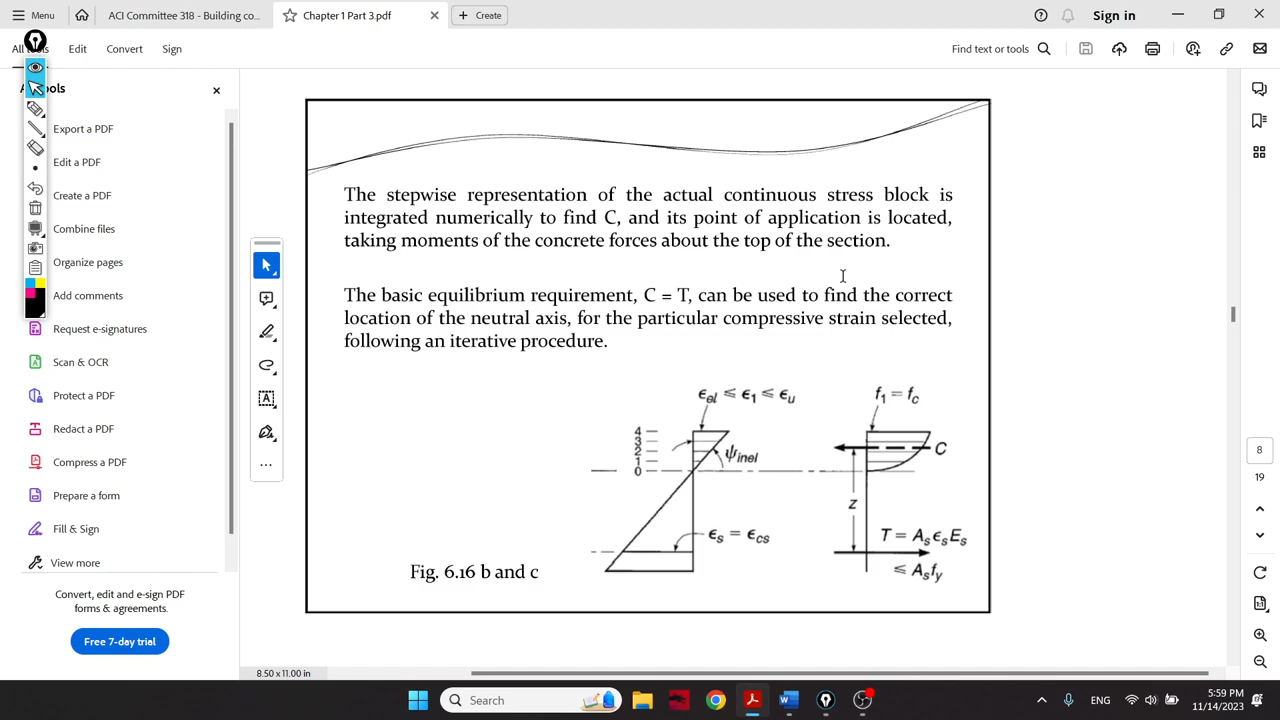 Menu
ACI Committee 318 - Building co...
Chapter 1 Part 3.pdf
Create
Sign in
Edit
Convert
Sign
Find text or tools
Export a PDF
Edit a PDF
Create a PDF
Combine files
Organize pages
Add comments
Request e-signatures
Scan & OCR
Protect a PDF
Redact a PDF
Compress a PDF
Prepare a form
Fill & Sign
View more
Convert, edit and e-sign PDF
forms & agreements.
Free 7-day trial
The stepwise representation of the actual continuous stress block is
integrated numerically to find C, and its point of application is located,
taking moments of the concrete forces about the top of the section.
The basic equilibrium requirement, C = T, can be used to find the correct
location of the neutral axis, for the particular compressive strain selected,
following an iterative procedure.
ϵel ≤ ϵ1 ≤ ϵu
f1 = fc
4
3
2
1
0
ψinel
C
z
ϵs = ϵcs
T = AsϵsEs
≤ Asfy
Fig. 6.16 b and c
8
19
8.50 x 11.00 in
Search
ENG
5:59 PM
11/14/2023